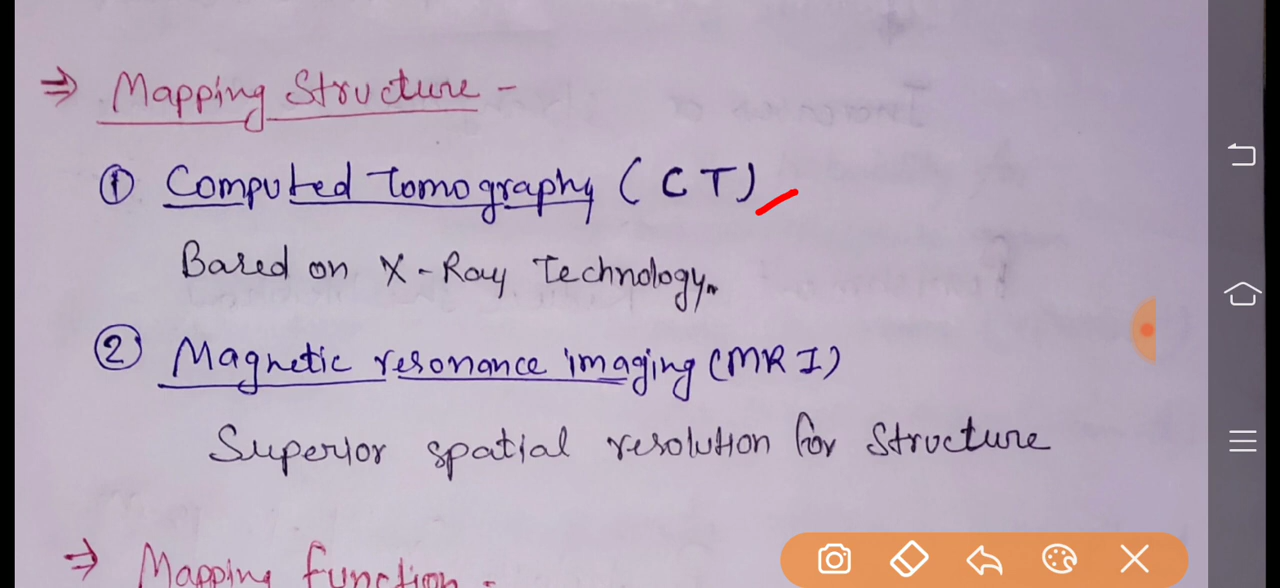 ⇒ Mapping Structure -
① Computed Tomography (CT)
Based on X-Ray Technology.
② Magnetic resonance imaging (MRI)
Superior spatial resolution for structure
⇒ Mapping function -